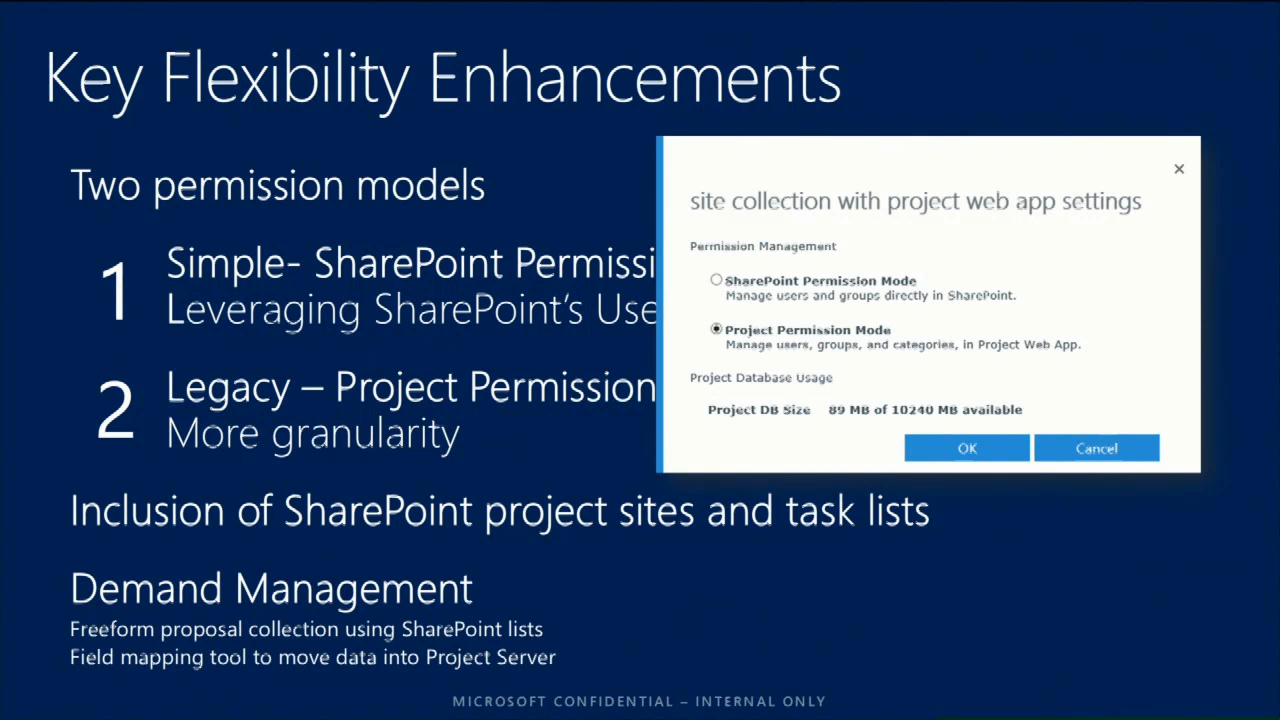 Key Flexibility Enhancements
Two permission models
1
Simple- SharePoint Permissi
Leveraging SharePoint's Use
2
Legacy – Project Permission
More granularity
Inclusion of SharePoint project sites and task lists
Demand Management
Freeform proposal collection using SharePoint lists
Field mapping tool to move data into Project Server
site collection with project web app settings
Permission Management
SharePoint Permission Mode
Manage users and groups directly in SharePoint.
Project Permission Mode
Manage users, groups, and categories, in Project Web App.
Project Database Usage
Project DB Size 89 MB of 10240 MB available
OK Cancel
MICROSOFT CONFIDENTIAL – INTERNAL ONLY